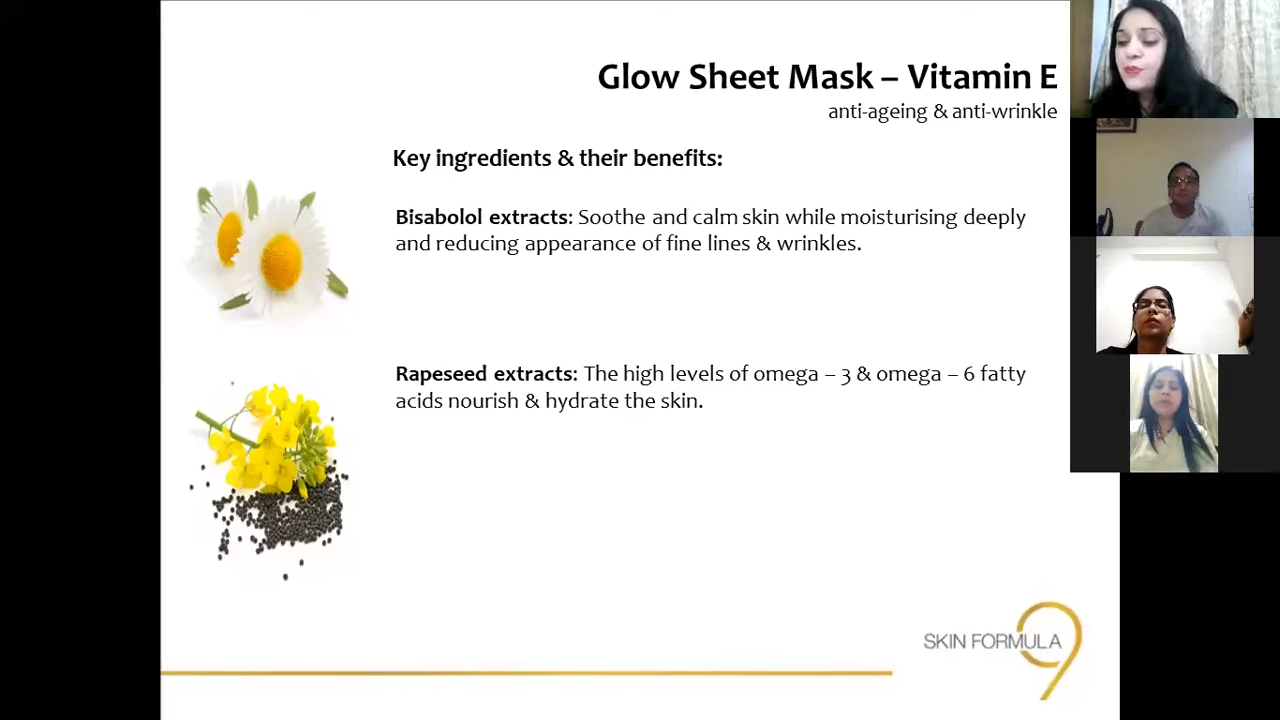 Glow Sheet Mask – Vitamin E
anti-ageing & anti-wrinkle
Key ingredients & their benefits:
Bisabolol extracts: Soothe and calm skin while moisturising deeply
and reducing appearance of fine lines & wrinkles.
Rapeseed extracts: The high levels of omega – 3 & omega – 6 fatty
acids nourish & hydrate the skin.
SKIN FORMULA 9